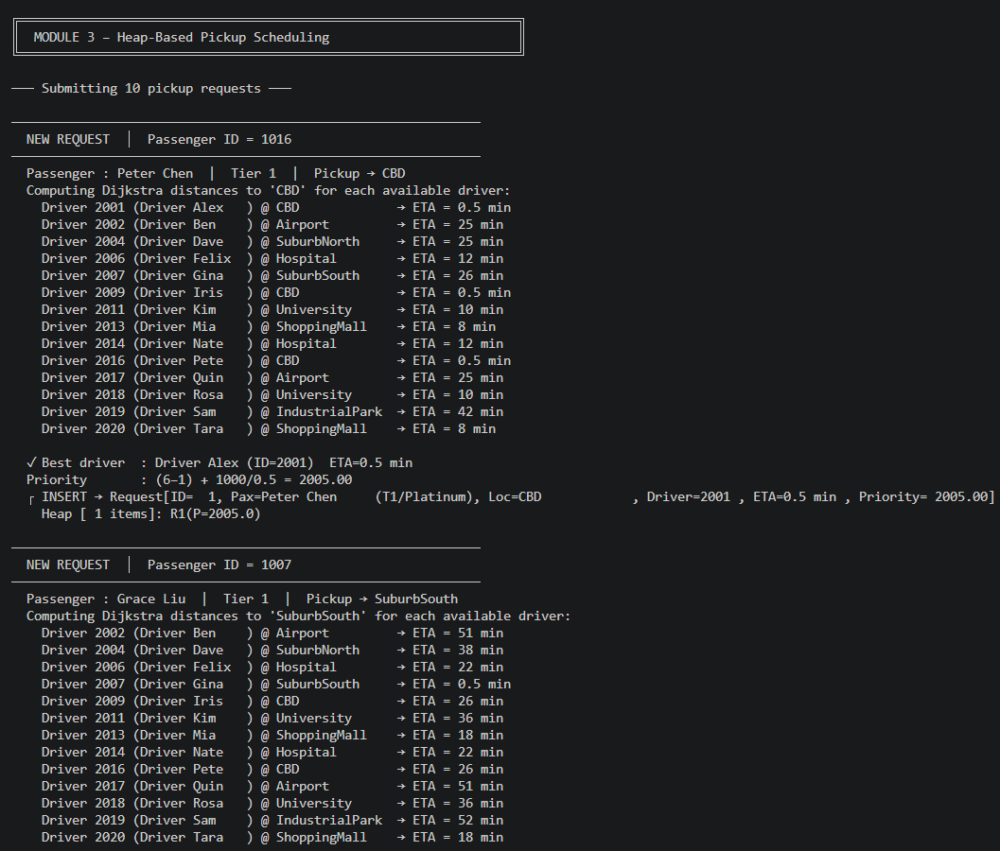 MODULE 3 – Heap-Based Pickup Scheduling
─── Submitting 10 pickup requests ───
NEW REQUEST │ Passenger ID = 1016
Passenger : Peter Chen | Tier 1 | Pickup → CBD
Computing Dijkstra distances to 'CBD' for each available driver:
Driver 2001 (Driver Alex   ) @ CBD             → ETA = 0.5 min
Driver 2002 (Driver Ben    ) @ Airport         → ETA = 25 min
Driver 2004 (Driver Dave   ) @ SuburbNorth     → ETA = 25 min
Driver 2006 (Driver Felix  ) @ Hospital        → ETA = 12 min
Driver 2007 (Driver Gina   ) @ SuburbSouth     → ETA = 26 min
Driver 2009 (Driver Iris   ) @ CBD             → ETA = 0.5 min
Driver 2011 (Driver Kim    ) @ University      → ETA = 10 min
Driver 2013 (Driver Mia    ) @ ShoppingMall    → ETA = 8 min
Driver 2014 (Driver Nate   ) @ Hospital        → ETA = 12 min
Driver 2016 (Driver Pete   ) @ CBD             → ETA = 0.5 min
Driver 2017 (Driver Quin   ) @ Airport         → ETA = 25 min
Driver 2018 (Driver Rosa   ) @ University      → ETA = 10 min
Driver 2019 (Driver Sam    ) @ IndustrialPark  → ETA = 42 min
Driver 2020 (Driver Tara   ) @ ShoppingMall    → ETA = 8 min
✓ Best driver  : Driver Alex (ID=2001)  ETA=0.5 min
Priority       : (6–1) + 1000/0.5 = 2005.00
┌ INSERT → Request[ID=  1, Pax=Peter Chen     (T1/Platinum), Loc=CBD            , Driver=2001 , ETA=0.5 min , Priority= 2005.00]
Heap [ 1 items]: R1(P=2005.0)
NEW REQUEST │ Passenger ID = 1007
Passenger : Grace Liu | Tier 1 | Pickup → SuburbSouth
Computing Dijkstra distances to 'SuburbSouth' for each available driver:
Driver 2002 (Driver Ben    ) @ Airport         → ETA = 51 min
Driver 2004 (Driver Dave   ) @ SuburbNorth     → ETA = 38 min
Driver 2006 (Driver Felix  ) @ Hospital        → ETA = 22 min
Driver 2007 (Driver Gina   ) @ SuburbSouth     → ETA = 0.5 min
Driver 2009 (Driver Iris   ) @ CBD             → ETA = 26 min
Driver 2011 (Driver Kim    ) @ University      → ETA = 36 min
Driver 2013 (Driver Mia    ) @ ShoppingMall    → ETA = 18 min
Driver 2014 (Driver Nate   ) @ Hospital        → ETA = 22 min
Driver 2016 (Driver Pete   ) @ CBD             → ETA = 26 min
Driver 2017 (Driver Quin   ) @ Airport         → ETA = 51 min
Driver 2018 (Driver Rosa   ) @ University      → ETA = 36 min
Driver 2019 (Driver Sam    ) @ IndustrialPark  → ETA = 52 min
Driver 2020 (Driver Tara   ) @ ShoppingMall    → ETA = 18 min